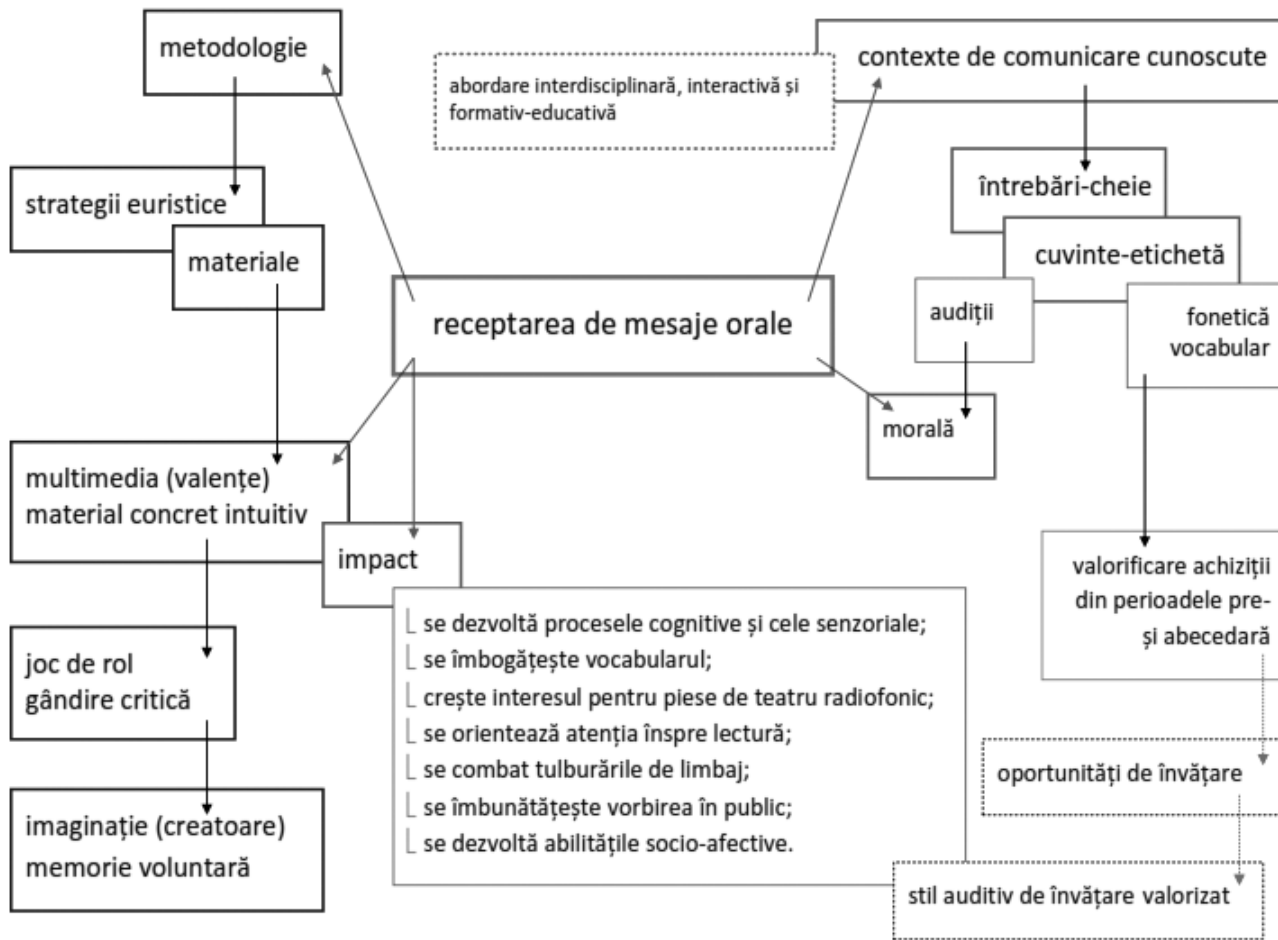 metodologie
contexte de comunicare cunoscute
abordare interdisciplinară, interactivă și
formativ-educativă
strategii euristice
materiale
întrebări-cheie
cuvinte-etichetă
audiții
fonetică
vocabular
receptarea de mesaje orale
morală
multimedia (valențe)
material concret intuitiv
impact
valorificare achiziții
din perioadele pre-
și abecedară
se dezvoltă procesele cognitive și cele senzoriale;
se îmbogățește vocabularul;
crește interesul pentru piese de teatru radiofonic;
se orientează atenția înspre lectură;
se combat tulburările de limbaj;
se îmbunătățește vorbirea în public;
se dezvoltă abilitățile socio-afective.
joc de rol
gândire critică
imaginație (creatoare)
memorie voluntară
oportunități de învățare
stil auditiv de învățare valorizat